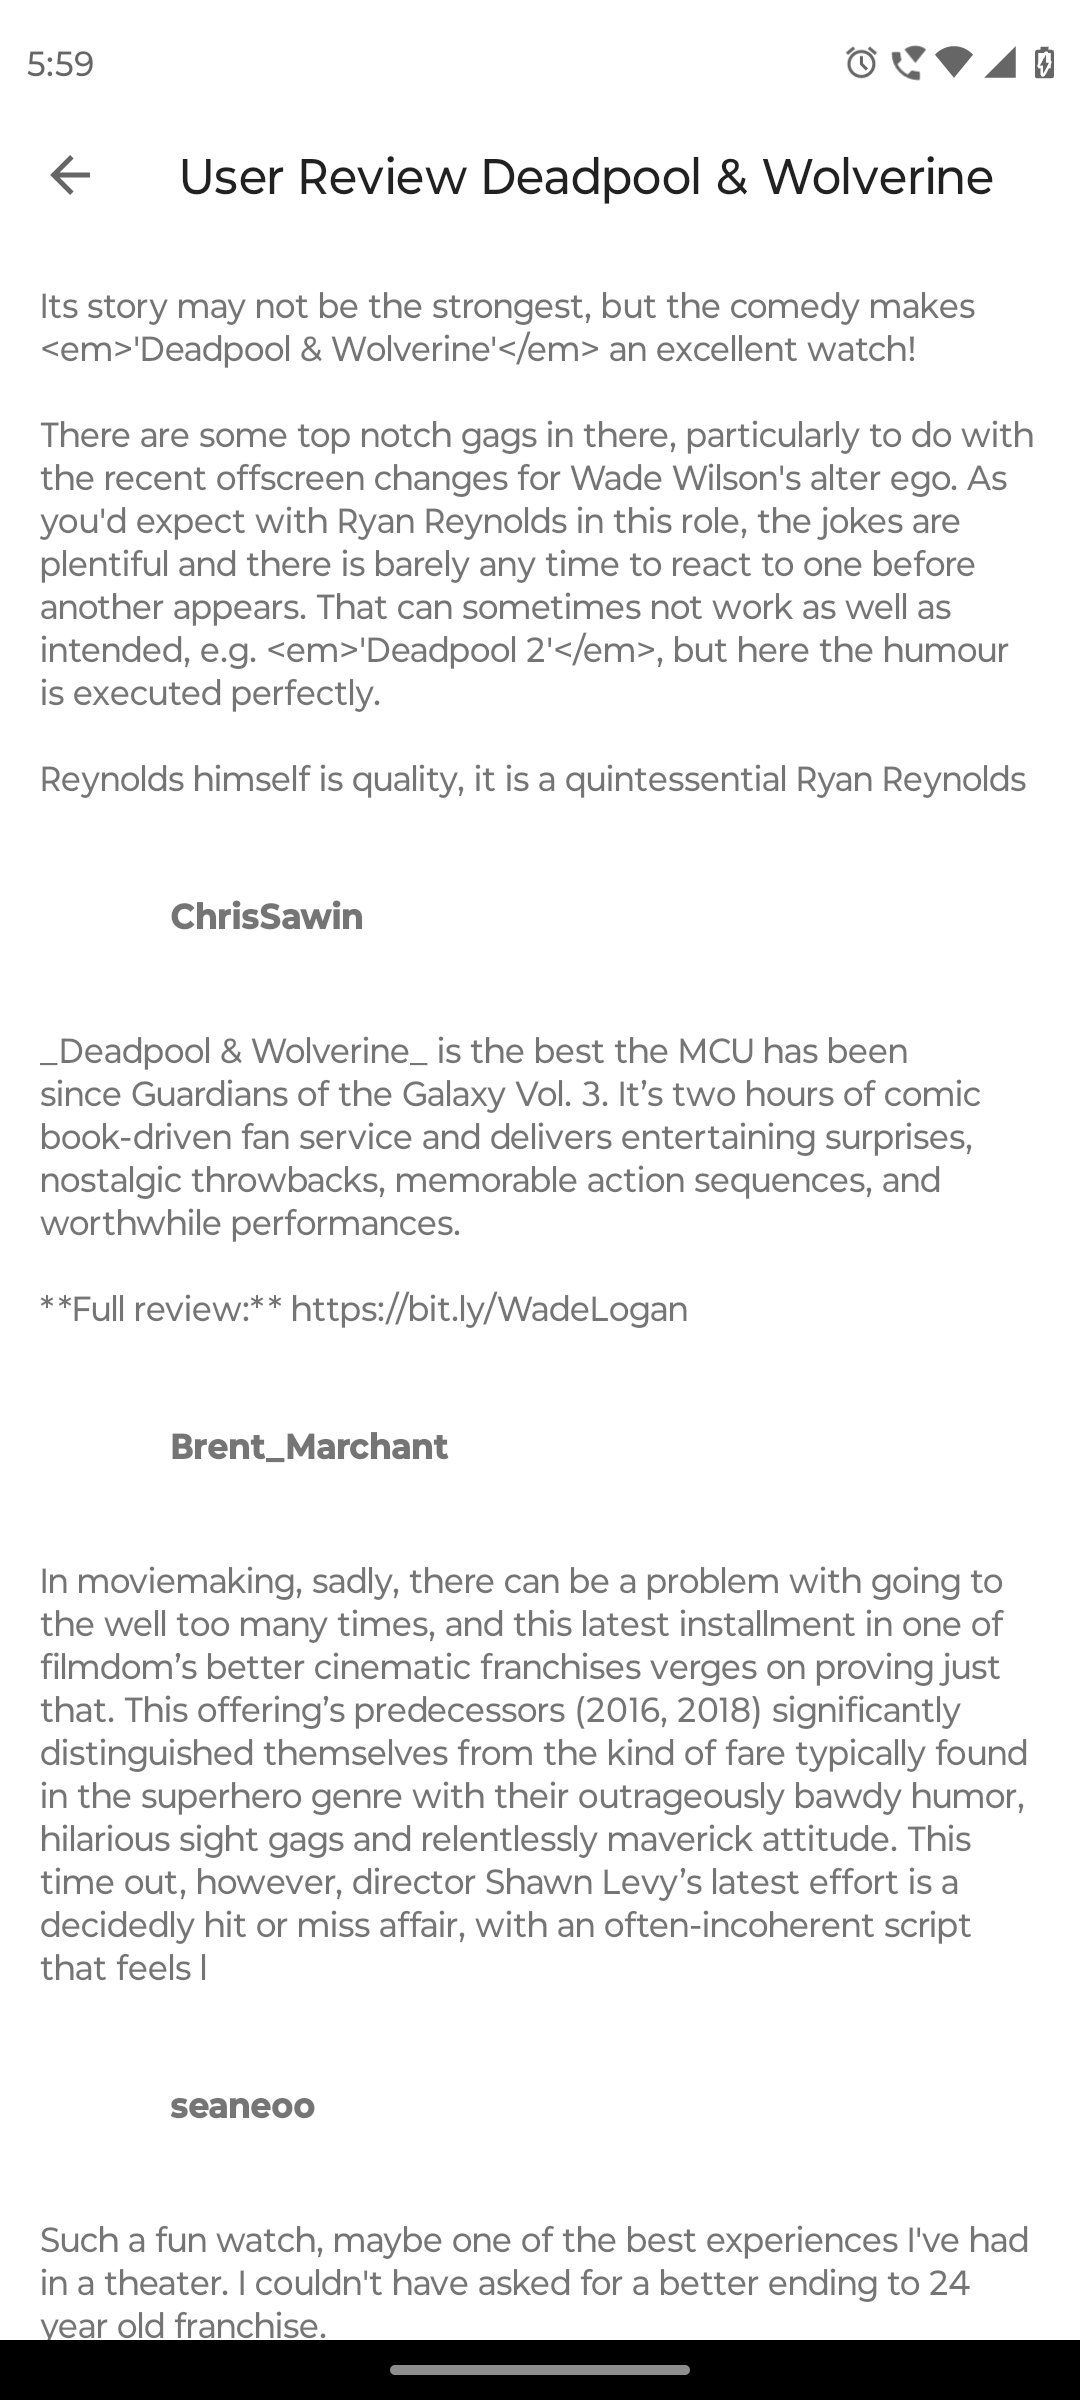 5:59
User Review Deadpool & Wolverine
Its story may not be the strongest, but the comedy makes
<em>'Deadpool & Wolverine'</em> an excellent watch!
There are some top notch gags in there, particularly to do with
the recent offscreen changes for Wade Wilson's alter ego. As
you'd expect with Ryan Reynolds in this role, the jokes are
plentiful and there is barely any time to react to one before
another appears. That can sometimes not work as well as
intended, e.g. <em>'Deadpool 2'</em>, but here the humour
is executed perfectly.
Reynolds himself is quality, it is a quintessential Ryan Reynolds
ChrisSawin
_Deadpool & Wolverine_ is the best the MCU has been
since Guardians of the Galaxy Vol. 3. It’s two hours of comic
book-driven fan service and delivers entertaining surprises,
nostalgic throwbacks, memorable action sequences, and
worthwhile performances.
**Full review:** https://bit.ly/WadeLogan
Brent_Marchant
In moviemaking, sadly, there can be a problem with going to
the well too many times, and this latest installment in one of
filmdom’s better cinematic franchises verges on proving just
that. This offering’s predecessors (2016, 2018) significantly
distinguished themselves from the kind of fare typically found
in the superhero genre with their outrageously bawdy humor,
hilarious sight gags and relentlessly maverick attitude. This
time out, however, director Shawn Levy’s latest effort is a
decidedly hit or miss affair, with an often-incoherent script
that feels l
seaneoo
Such a fun watch, maybe one of the best experiences I've had
in a theater. I couldn't have asked for a better ending to 24
year old franchise.